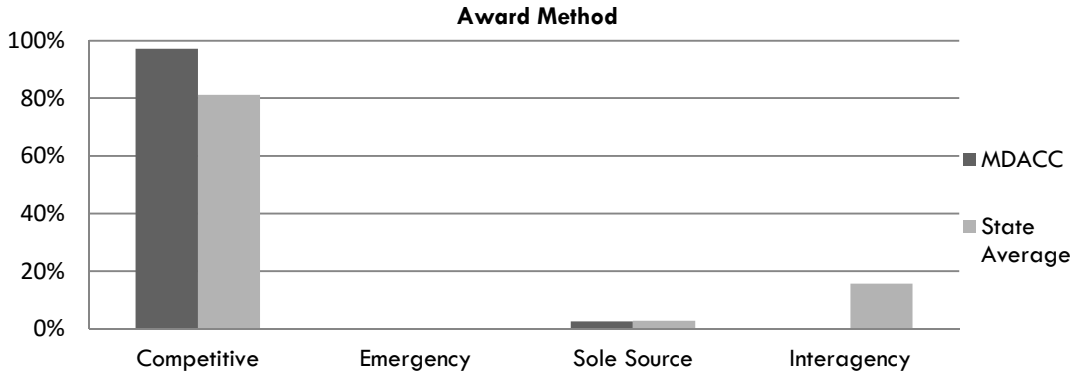 Award Method
100%
80%
60%
40%
20%
0%
Competitive
Emergency
Sole Source
Interagency
MDACC
State
Average